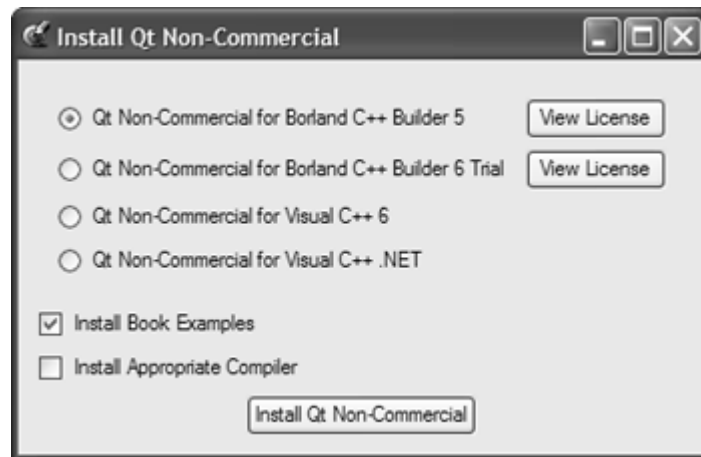 Install Qt Non-Commercial
Qt Non-Commercial for Borland C++ Builder 5 View License
Qt Non-Commercial for Borland C++ Builder 6 Trial View License
Qt Non-Commercial for Visual C++ 6
Qt Non-Commercial for Visual C++ .NET
Install Book Examples
Install Appropriate Compiler
Install Qt Non-Commercial